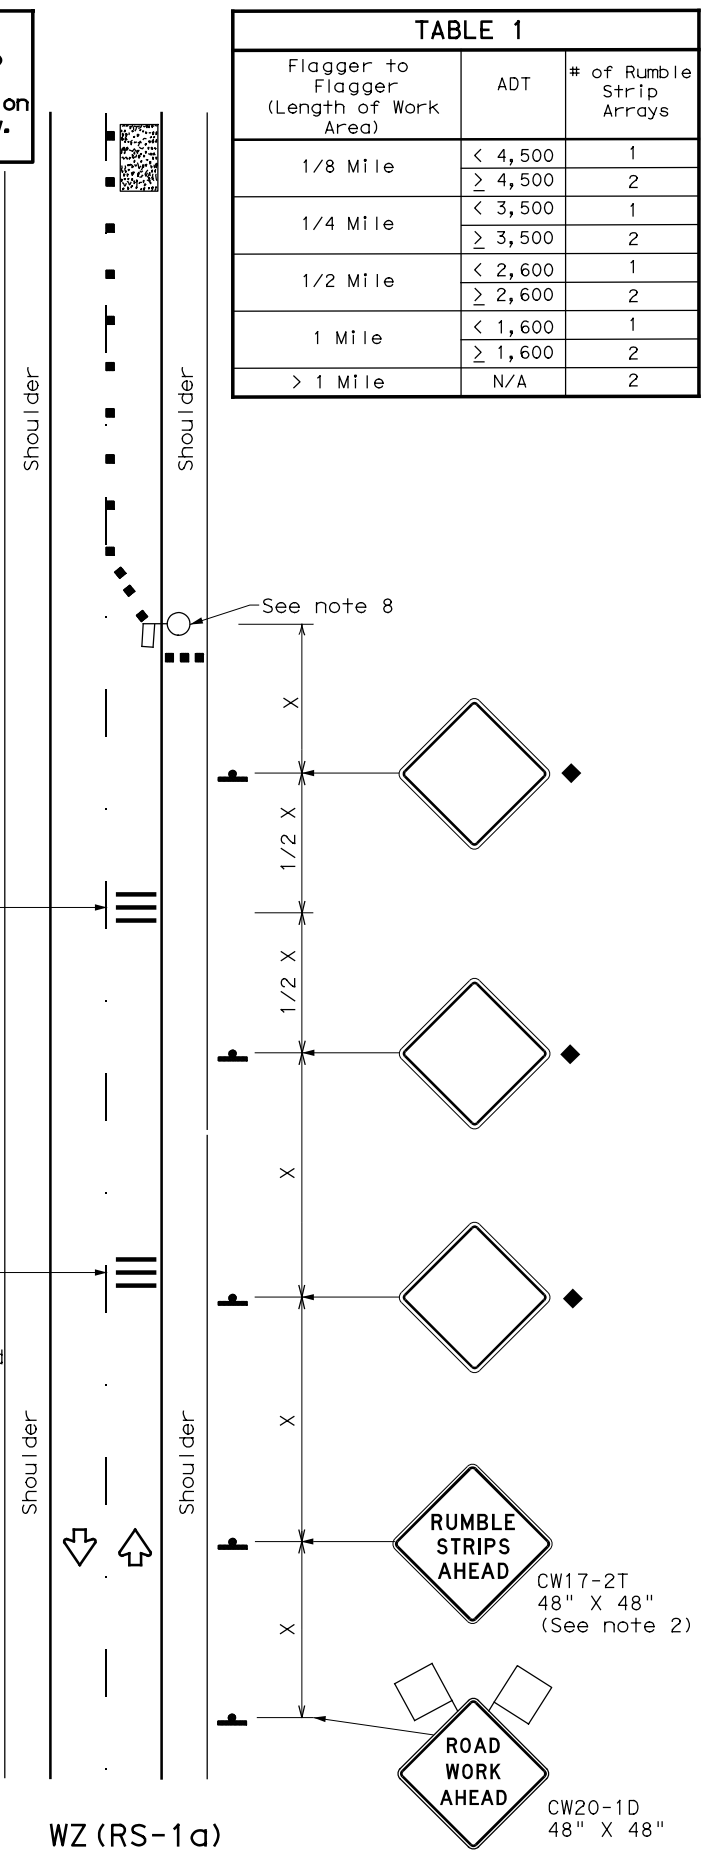 on
TABLE 1
Flagger to
Flagger
(Length of Work
Area)
ADT
# of Rumble
Strip
Arrays
1/8 Mile
< 4,500
1
≥ 4,500
2
1/4 Mile
< 3,500
1
≥ 3,500
2
1/2 Mile
< 2,600
1
≥ 2,600
2
1 Mile
< 1,600
1
≥ 1,600
2
> 1 Mile
N/A
2
Shoulder
Shoulder
See note 8
X
1/2 X
1/2 X
X
X
X
Shoulder
Shoulder
RUMBLE
STRIPS
AHEAD
CW17-2T
48" X 48"
(See note 2)
ROAD
WORK
AHEAD
CW20-1D
48" X 48"
WZ(RS-1a)